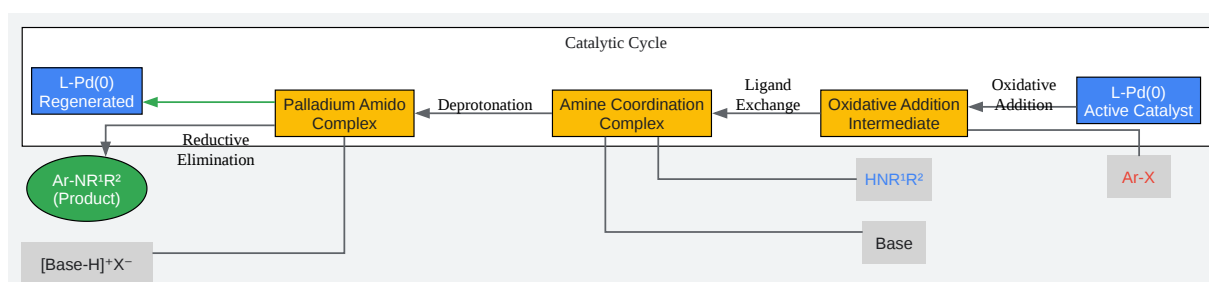 Catalytic Cycle
L-Pd(0)
Regenerated
Palladium Amido
Complex
Deprotonation
Amine Coordination
Complex
Ligand
Exchange
Oxidative Addition
Intermediate
Oxidative
Addition
L-Pd(0)
Active Catalyst
Reductive
Elimination
Ar-NR¹R²
(Product)
HNR¹R²
Ar-X
Base
[Base-H]⁺X⁻